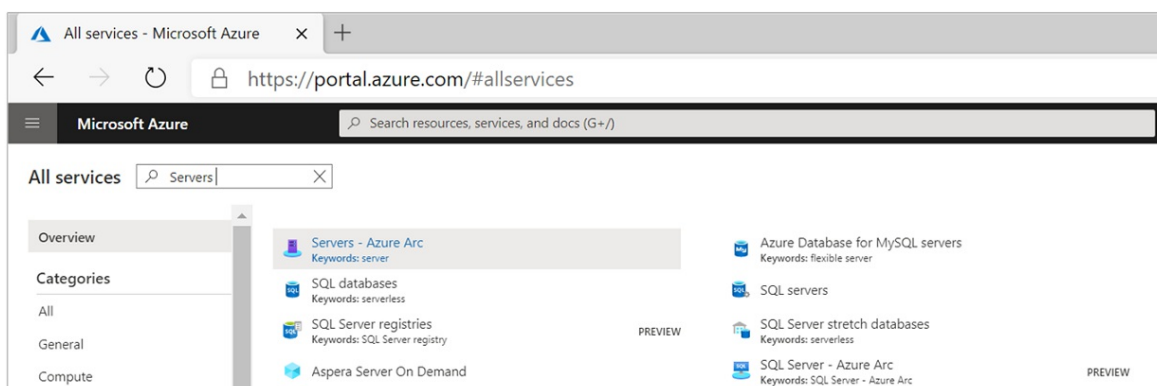 All services - Microsoft Azure
https://portal.azure.com/#allservices
Microsoft Azure
Search resources, services, and docs (G+/)
All services
Servers
Overview
Categories
All
General
Compute
Servers - Azure Arc
Keywords: server
SQL databases
Keywords: serverless
SQL Server registries
Keywords: SQL Server registry
PREVIEW
Aspera Server On Demand
Azure Database for MySQL servers
Keywords: flexible server
SQL servers
SQL Server stretch databases
Keywords: serverless
SQL Server - Azure Arc
Keywords: SQL Server - Azure Arc
PREVIEW